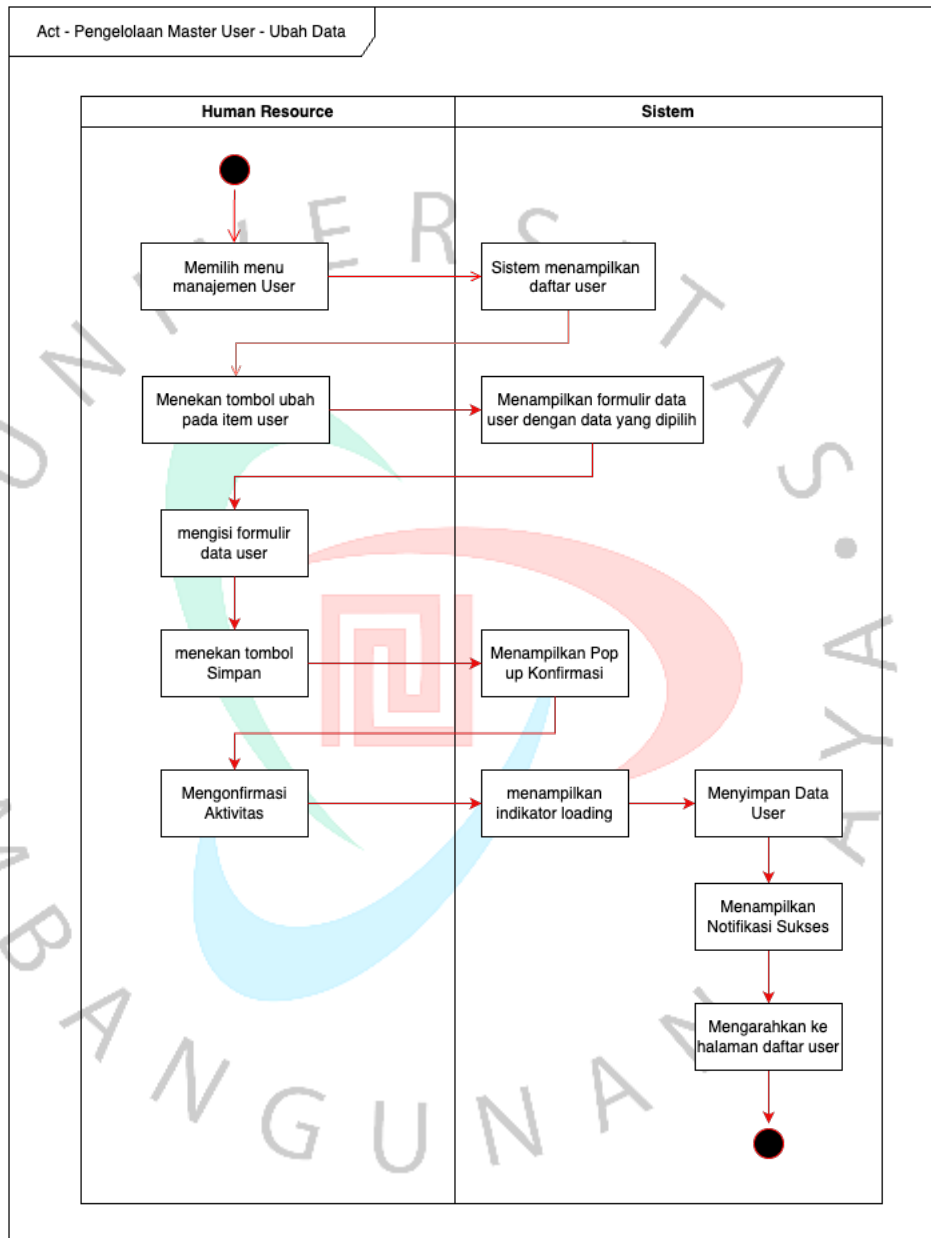 Act - Pengelolaan Master User - Ubah Data
Human Resource
Sistem
Memilih menu
manajemen User
Sistem menampilkan
daftar user
Menekan tombol ubah
pada item user
Menampilkan formulir data
user dengan data yang dipilih
mengisi formulir
data user
menekan tombol
Simpan
Menampilkan Pop
up Konfirmasi
Mengonfirmasi
Aktivitas
menampilkan
indikator loading
Menyimpan Data
User
Menampilkan
Notifikasi Sukses
Mengarahkan ke
halaman daftar user
UNIVERSITAS
AYA
MBANGUNAN